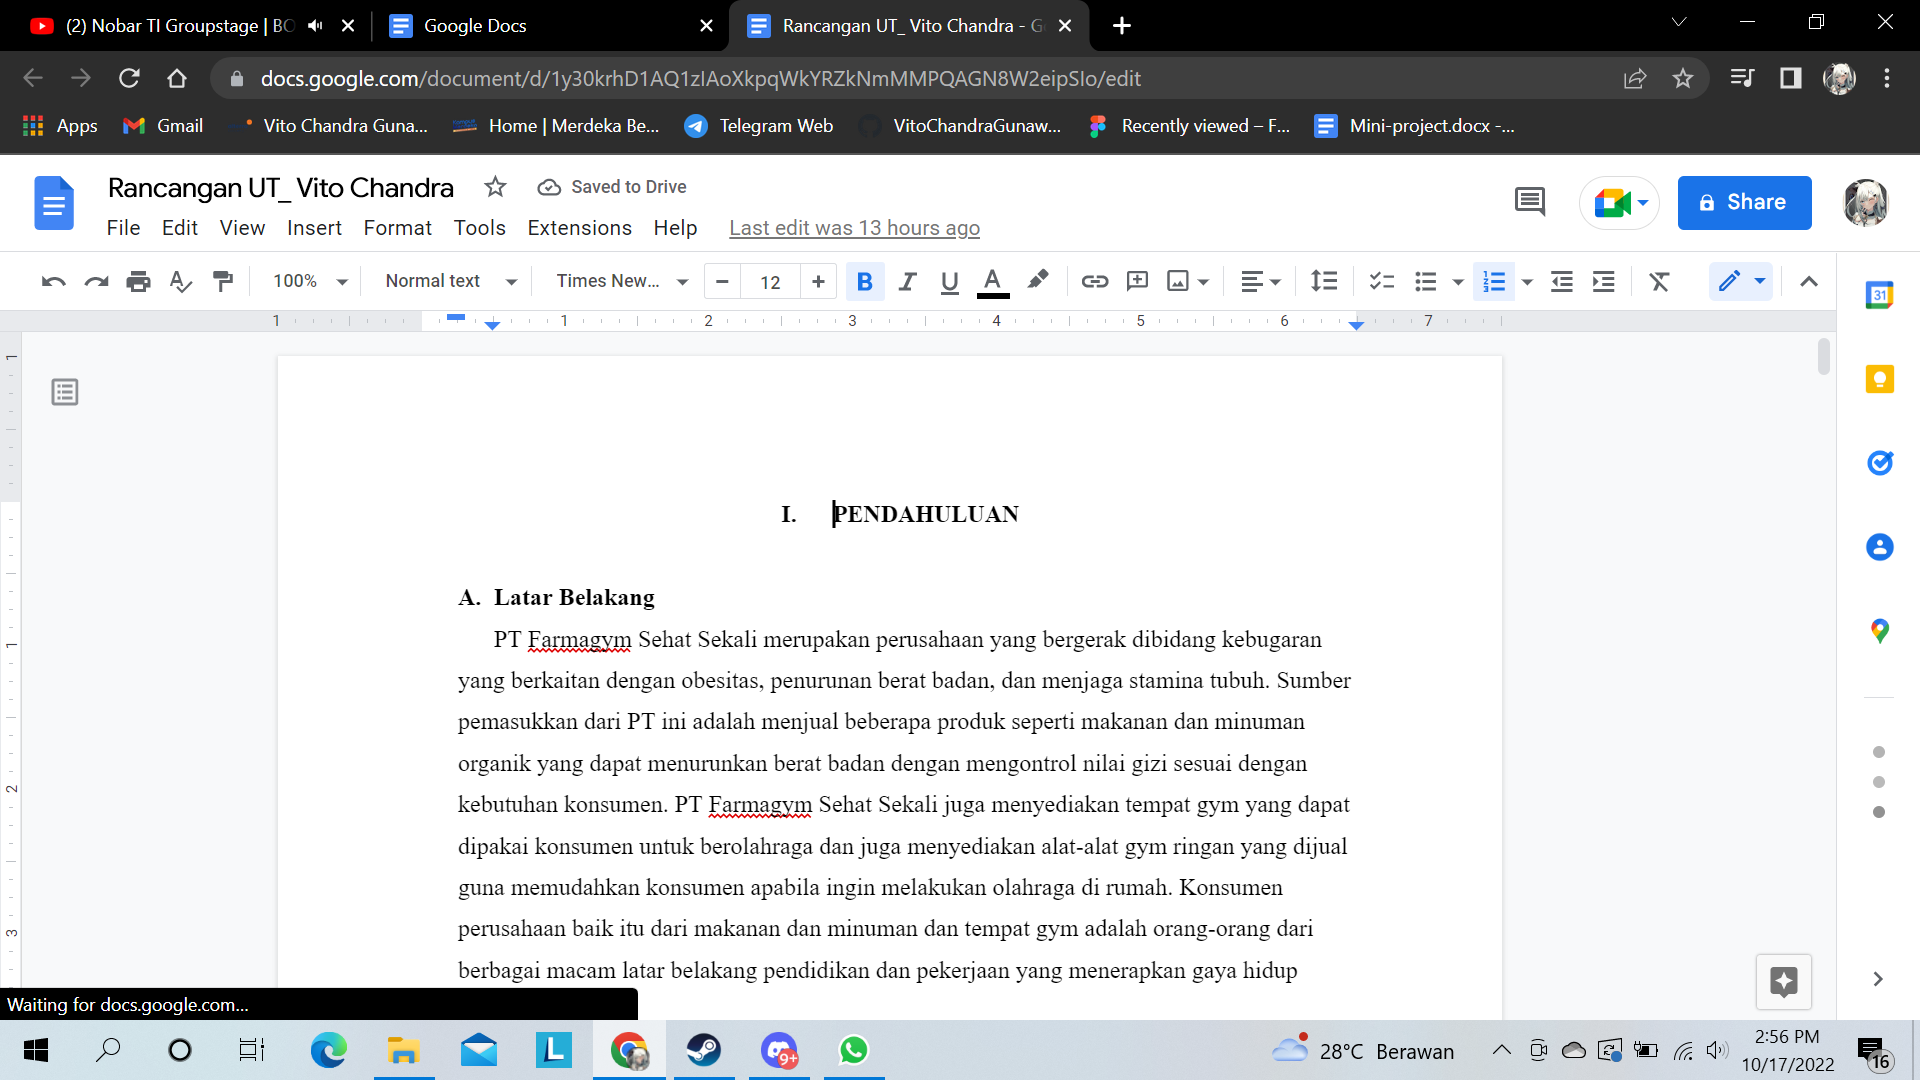 (2) Nobar TI Groupstage | BO
Google Docs
Rancangan UT_ Vito Chandra - G
docs.google.com/document/d/1y30krhD1AQ1zIAoXkpqWkYRZkNmMMPQAGN8W2eipSIo/edit
Apps
Gmail
Vito Chandra Guna...
Home | Merdeka Be...
Telegram Web
VitoChandraGunaw...
Recently viewed – F...
Mini-project.docx -...
Rancangan UT_ Vito Chandra
Saved to Drive
Share
File Edit View Insert Format Tools Extensions Help Last edit was 13 hours ago
100% Normal text Times New... − 12 + B I U A
1 1 2 3 4 5 6 7
31
I. PENDAHULUAN
A. Latar Belakang
PT Farmagym Sehat Sekali merupakan perusahaan yang bergerak dibidang kebugaran
yang berkaitan dengan obesitas, penurunan berat badan, dan menjaga stamina tubuh. Sumber
pemasukkan dari PT ini adalah menjual beberapa produk seperti makanan dan minuman
organik yang dapat menurunkan berat badan dengan mengontrol nilai gizi sesuai dengan
kebutuhan konsumen. PT Farmagym Sehat Sekali juga menyediakan tempat gym yang dapat
dipakai konsumen untuk berolahraga dan juga menyediakan alat-alat gym ringan yang dijual
guna memudahkan konsumen apabila ingin melakukan olahraga di rumah. Konsumen
perusahaan baik itu dari makanan dan minuman dan tempat gym adalah orang-orang dari
berbagai macam latar belakang pendidikan dan pekerjaan yang menerapkan gaya hidup
1
1
2
3
Waiting for docs.google.com...
L
9+
28°C Berawan
2:56 PM
10/17/2022
16